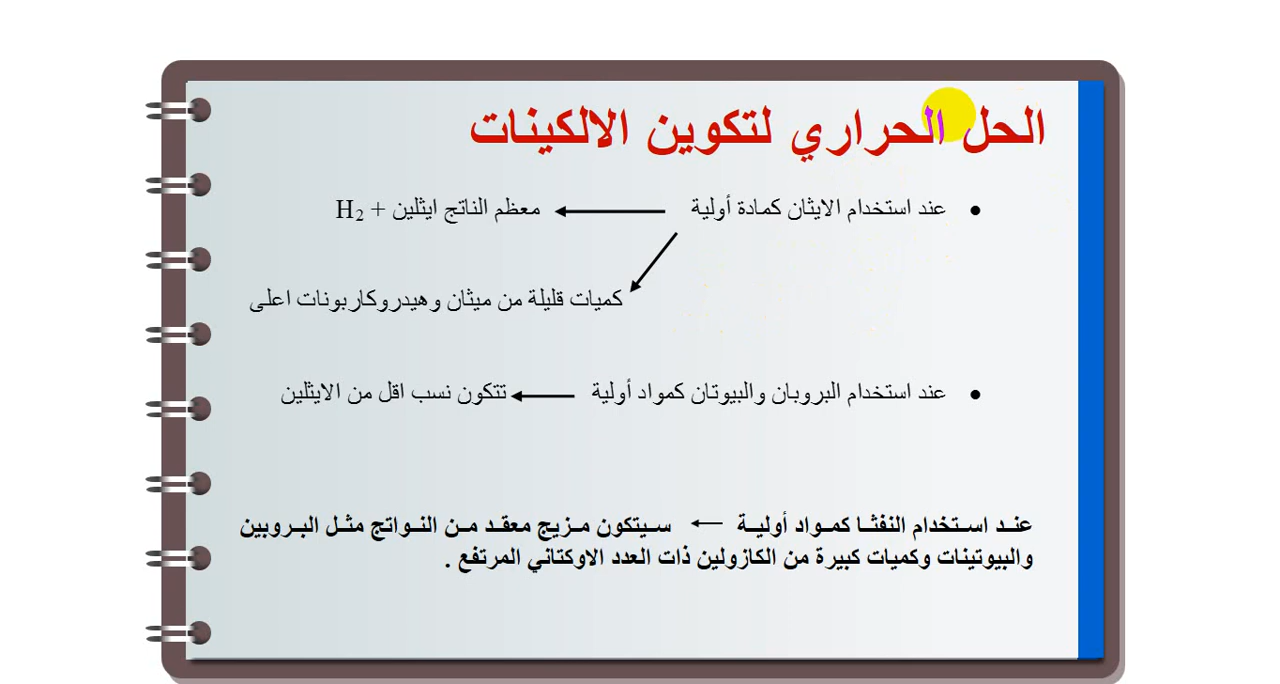 الحل الحراري لتكوين الالكينات
• عند استخدام الايثان كمادة أولية ← معظم الناتج ايثلين + H₂
كميات قليلة من ميثان وهيدروكاربونات اعلى
• عند استخدام البروبان والبيوتان كمواد أولية ← تتكون نسب اقل من الايثلين
عند استخدام النفثا كمواد أولية ← سيتكون مزيج معقد من النواتج مثل البروبين
والبيوتينات وكميات كبيرة من الكازولين ذات العدد الاوكتاني المرتفع .